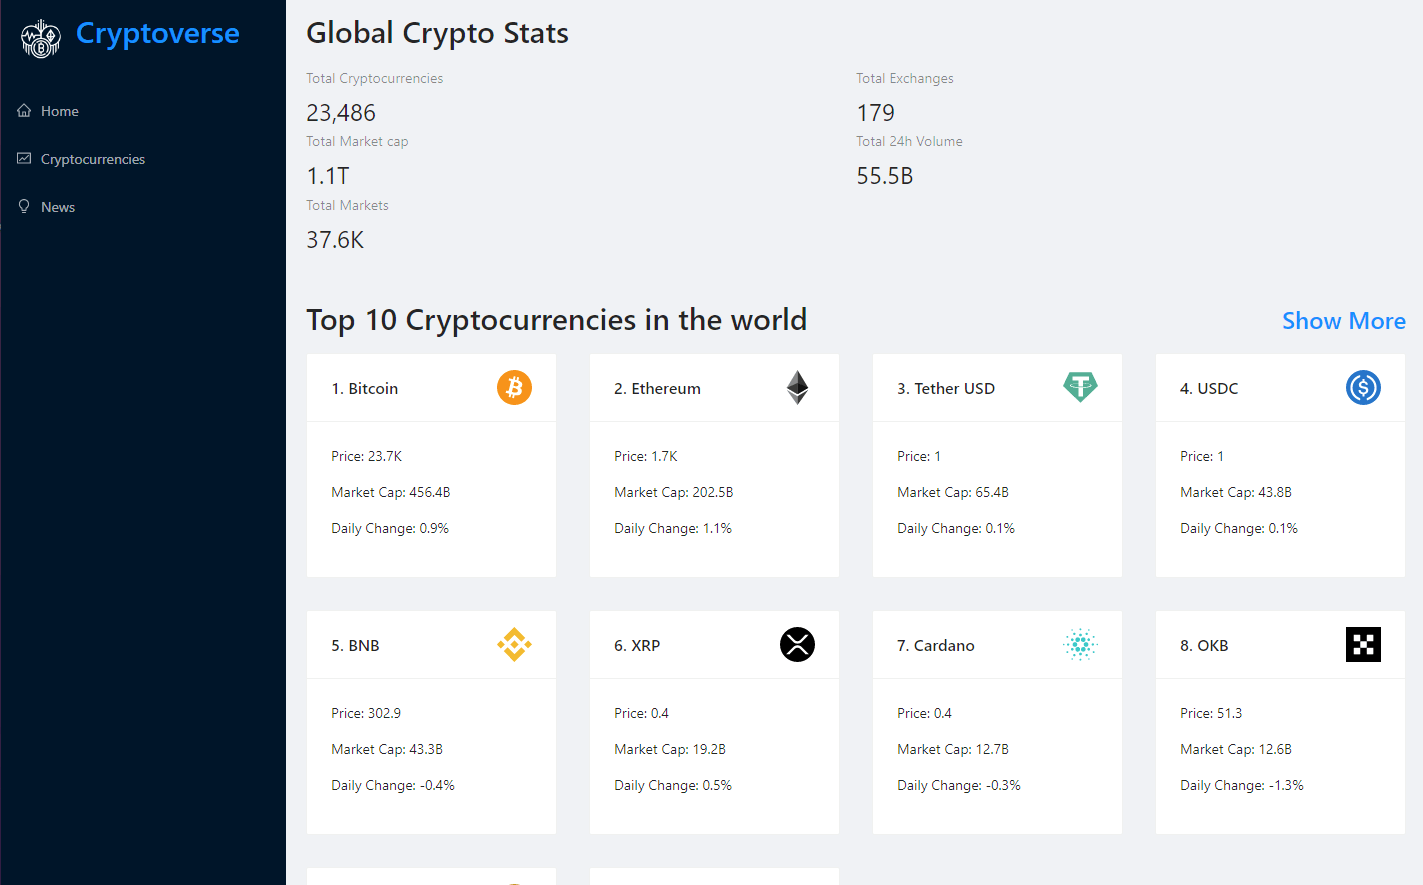 Cryptoverse
Home
Cryptocurrencies
News
Global Crypto Stats
Total Cryptocurrencies
23,486
Total Exchanges
179
Total Market cap
1.1T
Total 24h Volume
55.5B
Total Markets
37.6K
Top 10 Cryptocurrencies in the world
Show More
1. Bitcoin
Price: 23.7K
Market Cap: 456.4B
Daily Change: 0.9%
2. Ethereum
Price: 1.7K
Market Cap: 202.5B
Daily Change: 1.1%
3. Tether USD
Price: 1
Market Cap: 65.4B
Daily Change: 0.1%
4. USDC
Price: 1
Market Cap: 43.8B
Daily Change: 0.1%
5. BNB
Price: 302.9
Market Cap: 43.3B
Daily Change: -0.4%
6. XRP
Price: 0.4
Market Cap: 19.2B
Daily Change: 0.5%
7. Cardano
Price: 0.4
Market Cap: 12.7B
Daily Change: -0.3%
8. OKB
Price: 51.3
Market Cap: 12.6B
Daily Change: -1.3%